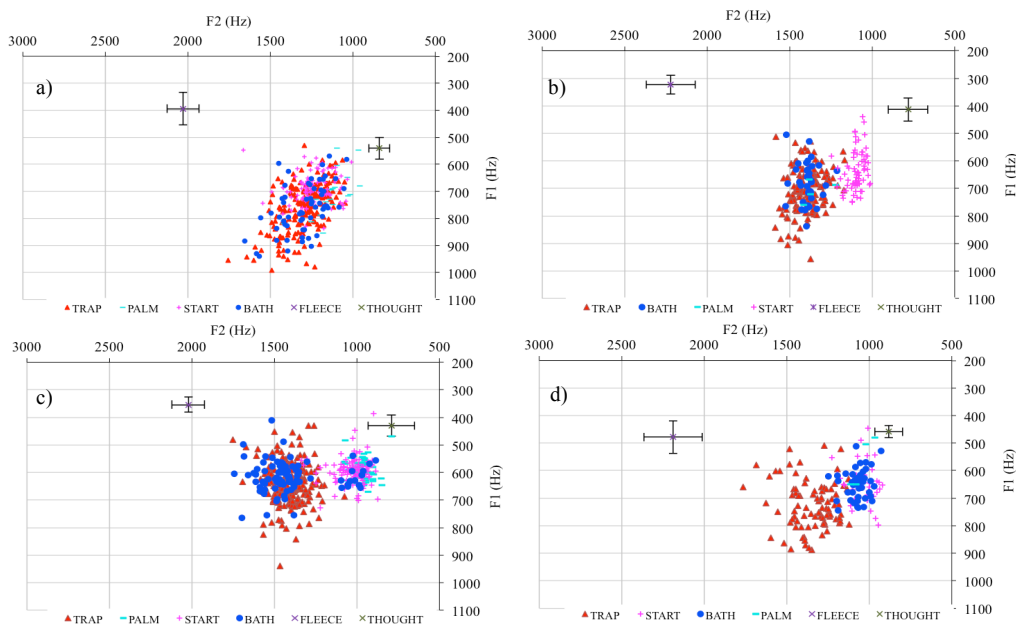 F2 (Hz)
3000 2500 2000 1500 1000 500
200
300
400
500
600
700
800
900
1000
1100
F1 (Hz)
a)
TRAP PALM START BATH FLEECE THOUGHT
F2 (Hz)
3000 2500 2000 1500 1000 500
200
300
400
500
600
700
800
900
1000
1100
F1 (Hz)
b)
TRAP BATH PALM START FLEECE THOUGHT
F2 (Hz)
3000 2500 2000 1500 1000 500
200
300
400
500
600
700
800
900
1000
1100
F1 (Hz)
c)
TRAP PALM START BATH FLEECE THOUGHT
F2 (Hz)
3000 2500 2000 1500 1000 500
200
300
400
500
600
700
800
900
1000
1100
F1 (Hz)
d)
TRAP START BATH PALM FLEECE THOUGHT